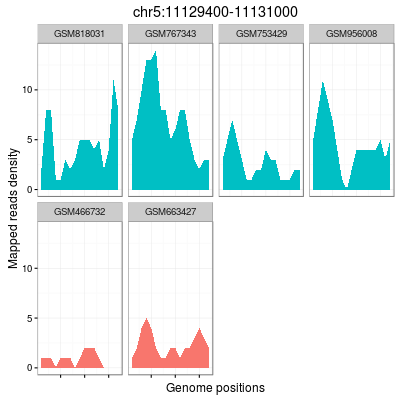 chr5:11129400-11131000
GSM818031 GSM767343 GSM753429 GSM956008
10
5
0
GSM466732 GSM663427
10
5
0
Mapped reads density
Genome positions